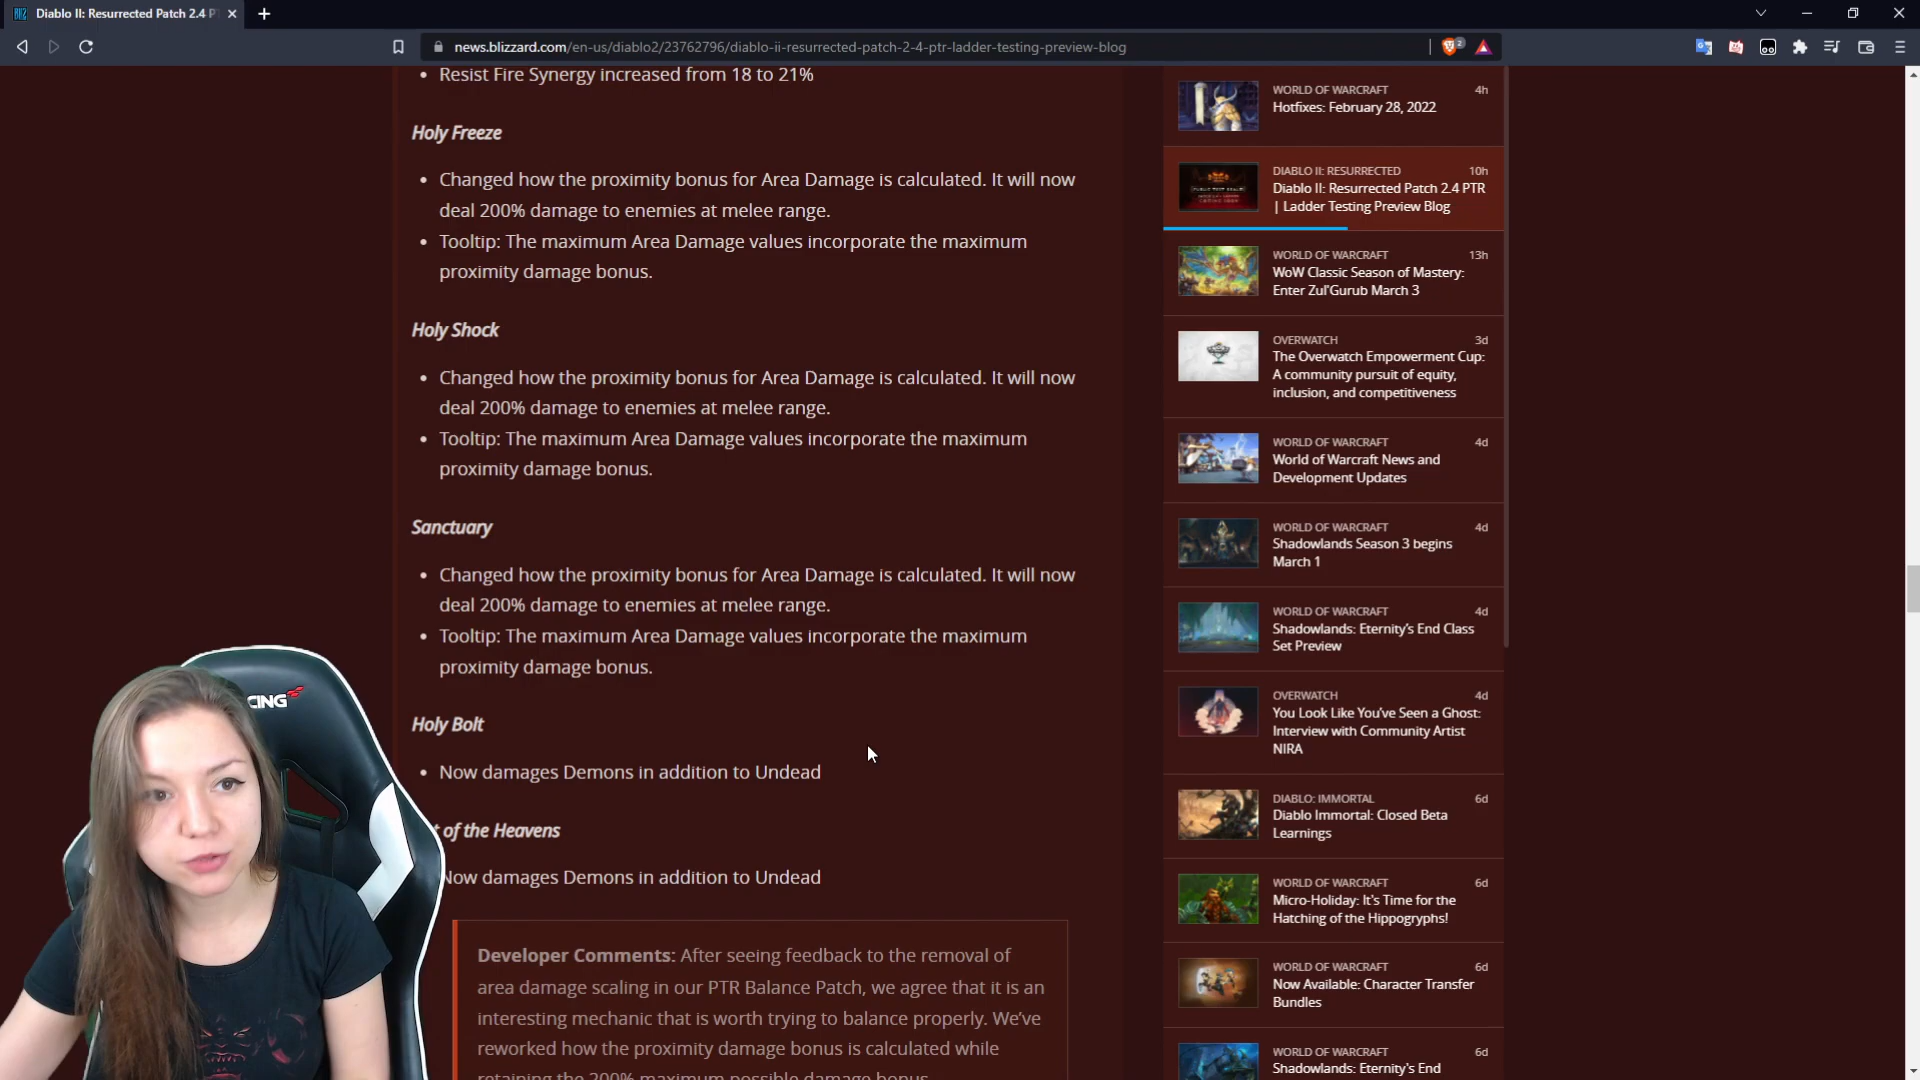 Diablo II: Resurrected Patch 2.4 P
news.blizzard.com/en-us/diablo2/23762796/diablo-ii-resurrected-patch-2-4-ptr-ladder-testing-preview-blog
2
• Resist Fire Synergy increased from 18 to 21%
Holy Freeze
• Changed how the proximity bonus for Area Damage is calculated. It will now
deal 200% damage to enemies at melee range.
• Tooltip: The maximum Area Damage values incorporate the maximum
proximity damage bonus.
Holy Shock
• Changed how the proximity bonus for Area Damage is calculated. It will now
deal 200% damage to enemies at melee range.
• Tooltip: The maximum Area Damage values incorporate the maximum
proximity damage bonus.
Sanctuary
• Changed how the proximity bonus for Area Damage is calculated. It will now
deal 200% damage to enemies at melee range.
• Tooltip: The maximum Area Damage values incorporate the maximum
proximity damage bonus.
Holy Bolt
• Now damages Demons in addition to Undead
t of the Heavens
Now damages Demons in addition to Undead
Developer Comments: After seeing feedback to the removal of
area damage scaling in our PTR Balance Patch, we agree that it is an
interesting mechanic that is worth trying to balance properly. We've
reworked how the proximity damage bonus is calculated while
retaining the 200% maximum possible damage bonus.
WORLD OF WARCRAFT 4h
Hotfixes: February 28, 2022
DIABLO II: RESURRECTED 10h
Diablo II: Resurrected Patch 2.4 PTR
| Ladder Testing Preview Blog
WORLD OF WARCRAFT 13h
WoW Classic Season of Mastery:
Enter Zul'Gurub March 3
OVERWATCH 3d
The Overwatch Empowerment Cup:
A community pursuit of equity,
inclusion, and competitiveness
WORLD OF WARCRAFT 4d
World of Warcraft News and
Development Updates
WORLD OF WARCRAFT 4d
Shadowlands Season 3 begins
March 1
WORLD OF WARCRAFT 4d
Shadowlands: Eternity's End Class
Set Preview
OVERWATCH 4d
You Look Like You've Seen a Ghost:
Interview with Community Artist
NIRA
DIABLO: IMMORTAL 6d
Diablo Immortal: Closed Beta
Learnings
WORLD OF WARCRAFT 6d
Micro-Holiday: It's Time for the
Hatching of the Hippogryphs!
WORLD OF WARCRAFT 6d
Now Available: Character Transfer
Bundles
WORLD OF WARCRAFT 6d
Shadowlands: Eternity's End
CING